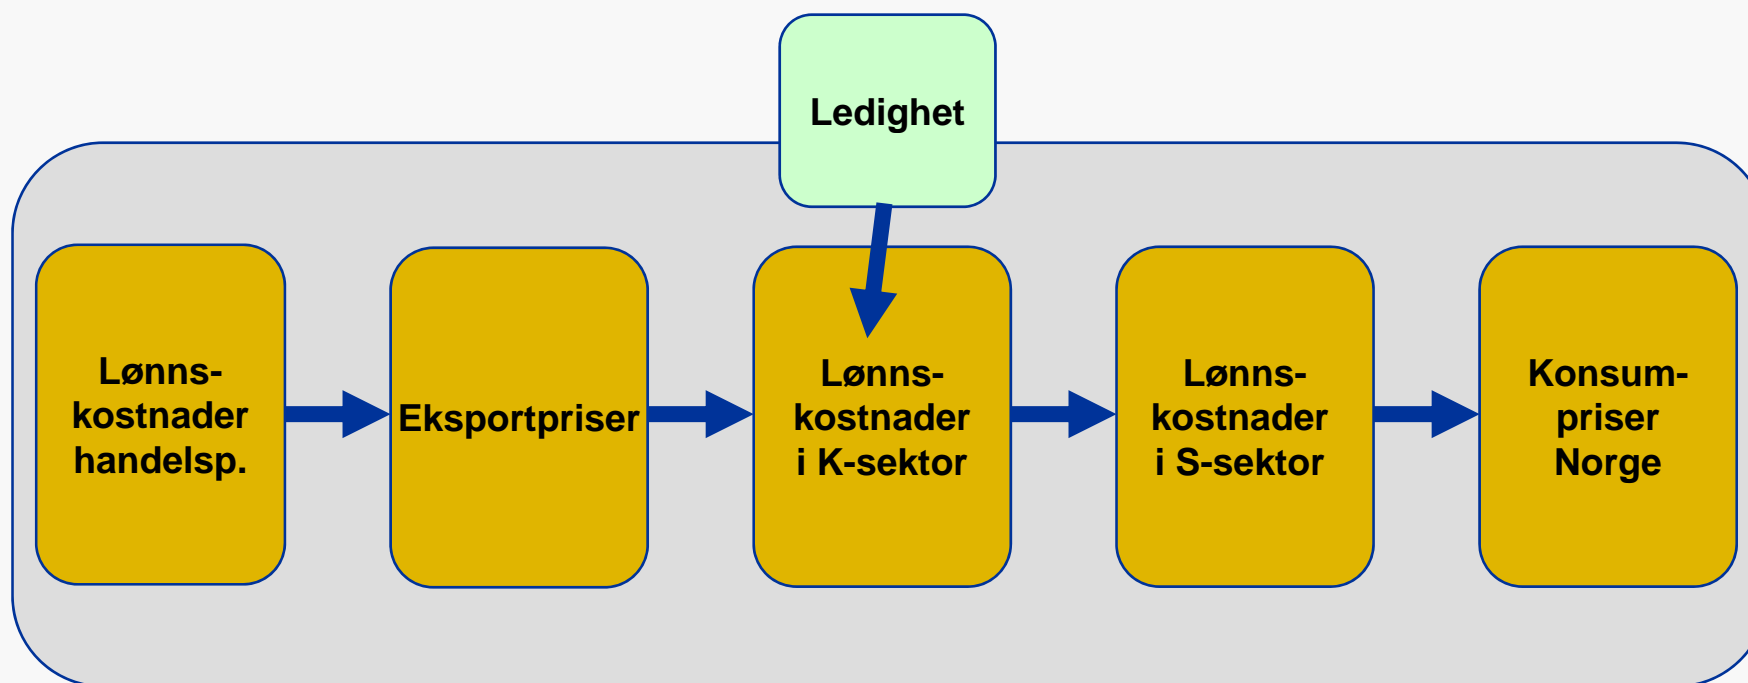 Ledighet
Lønns-
kostnader
handelsp.
Eksportpriser
Lønns-
kostnader
i K-sektor
Lønns-
kostnader
i S-sektor
Konsum-
priser
Norge